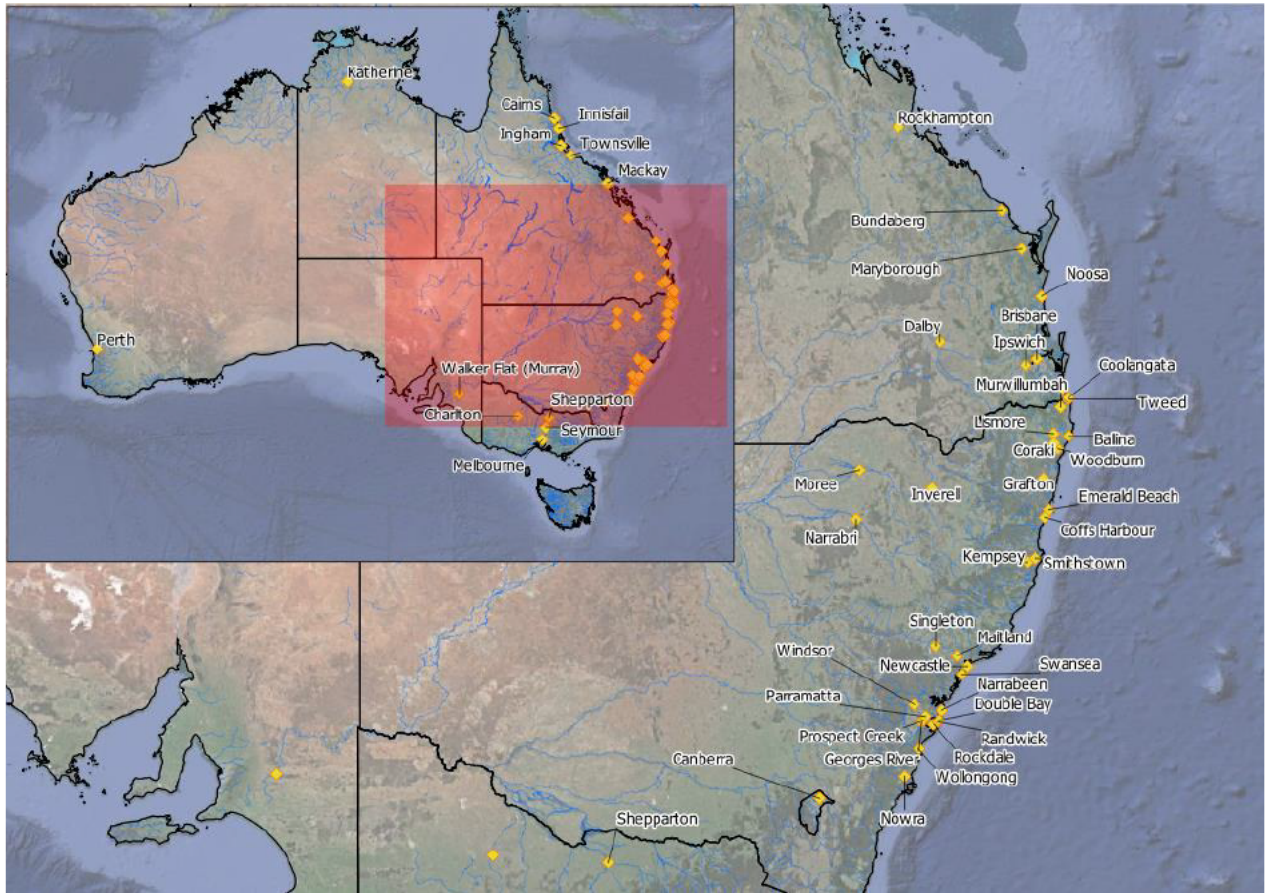 Katherine
Cairns
Innisfail
Ingham
Townsville
Mackay
Perth
Walker Flat (Murray)
Charlton
Shepparton
Seymour
Melbourne
Rockhampton
Bundaberg
Maryborough
Noosa
Brisbane
Dalby
Ipswich
Coolangata
Murwillumbah
Tweed
Lismore
Balina
Coraki
Woodburn
Moree
Inverell
Grafton
Emerald Beach
Narrabri
Coffs Harbour
Kempsey
Smithstown
Singleton
Maitland
Windsor
Newcastle
Swansea
Narrabeen
Parramatta
Double Bay
Prospect Creek
Randwick
Rockdale
Georges River
Canberra
Wollongong
Nowra
Shepparton